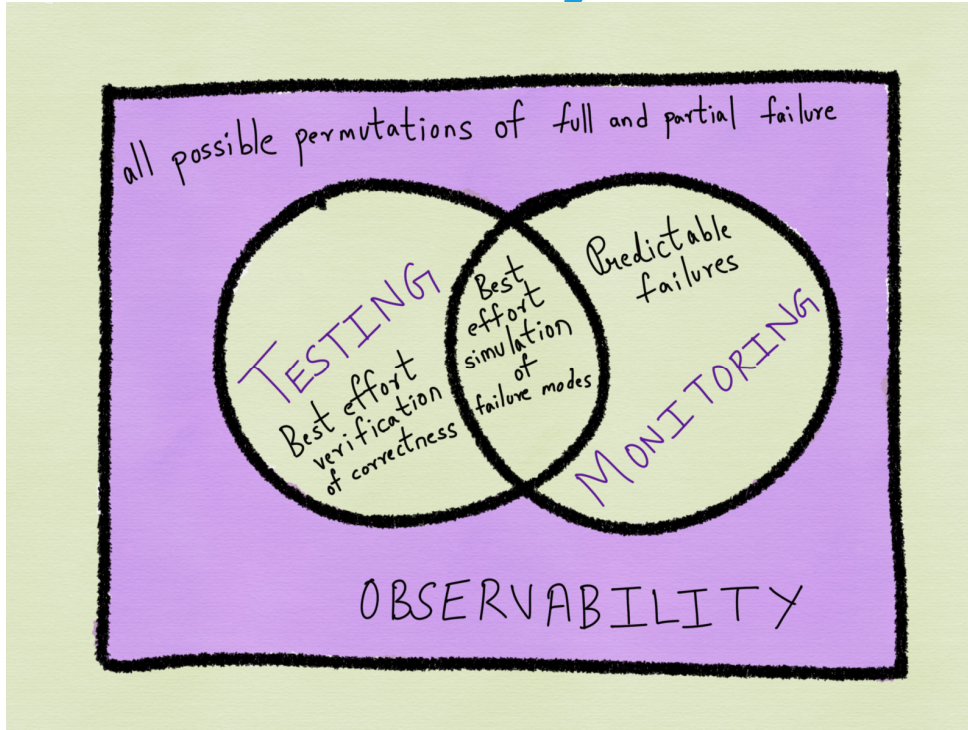 all possible permutations of full and partial failure
TESTING
Best effort
verification
of correctness
Best
effort
simulation
of
failure modes
Predictable
failures
MONITORING
OBSERVABILITY